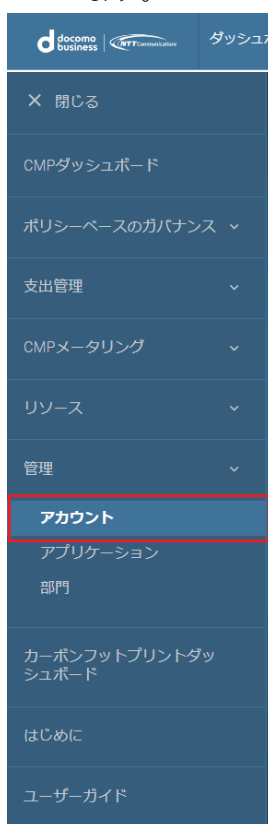 docomo
business
NTT Communications
ダッシュ
× 閉じる
CMPダッシュボード
ポリシーベースのガバナンス
支出管理
CMPメータリング
リソース
管理
アカウント
アプリケーション
部門
カーボンフットプリントダッ
シュボード
はじめに
ユーザーガイド